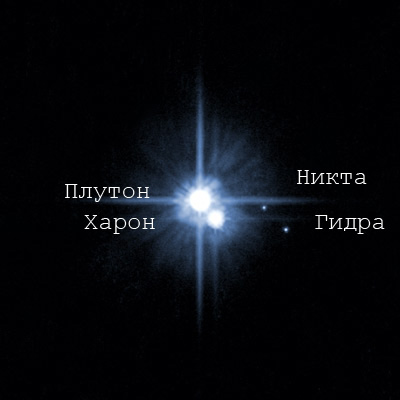 Плутон
Никта
Харон
Гидра